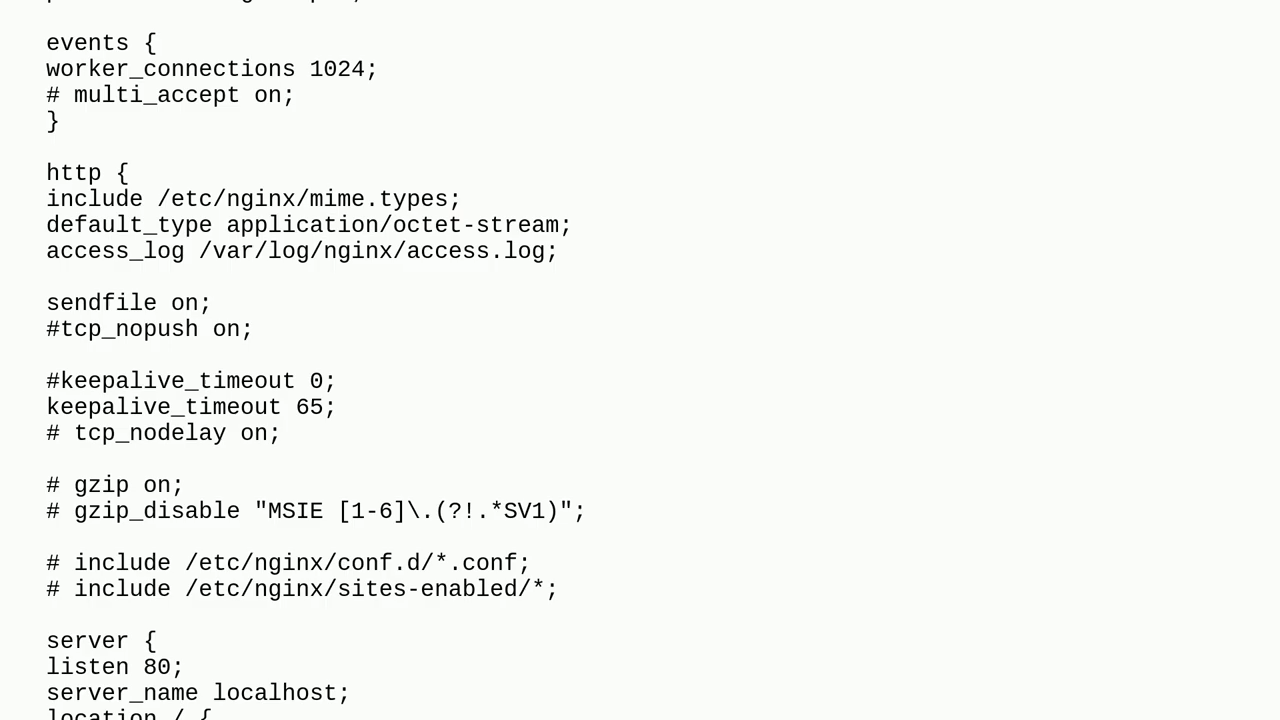 events {
worker_connections 1024;
# multi_accept on;
}
http {
include /etc/nginx/mime.types;
default_type application/octet-stream;
access_log /var/log/nginx/access.log;
sendfile on;
#tcp_nopush on;
#keepalive_timeout 0;
keepalive_timeout 65;
# tcp_nodelay on;
# gzip on;
# gzip_disable "MSIE [1-6]\.(?!.*SV1)";
# include /etc/nginx/conf.d/*.conf;
# include /etc/nginx/sites-enabled/*;
server {
listen 80;
server_name localhost;
location / {